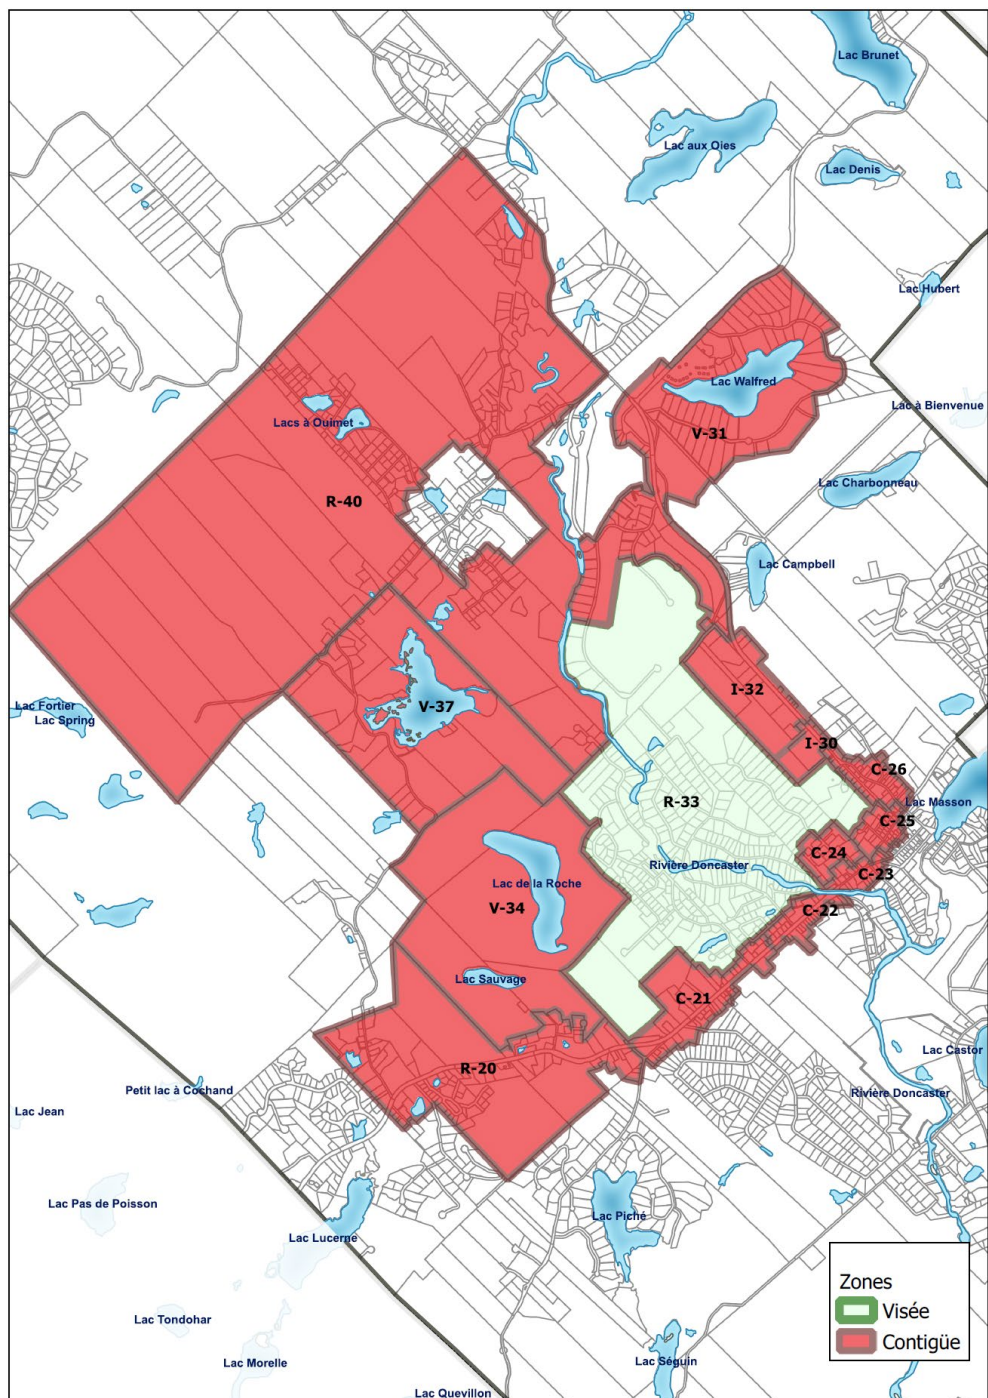 Lac Brunet
Lac aux Oies
Lac Denis
Lac Hubert
Lac Walfred
Lac à Bienvenue
Lacs à Ouimet
V-31
Lac Charbonneau
R-40
Lac Campbell
I-32
Lac Fortier
Lac Spring
V-37
I-30
C-26
R-33
Lac Masson
C-25
C-24
Rivière Doncaster
C-23
Lac de la Roche
V-34
C-22
Lac Sauvage
C-21
Lac Castor
R-20
Petit lac à Cochand
Rivière Doncaster
Lac Jean
Lac Pas de Poisson
Lac Piché
Lac Lucerne
Zones
Visée
Contigüe
Lac Tondohar
Lac Morelle
Lac Séguin
Lac Quevillon